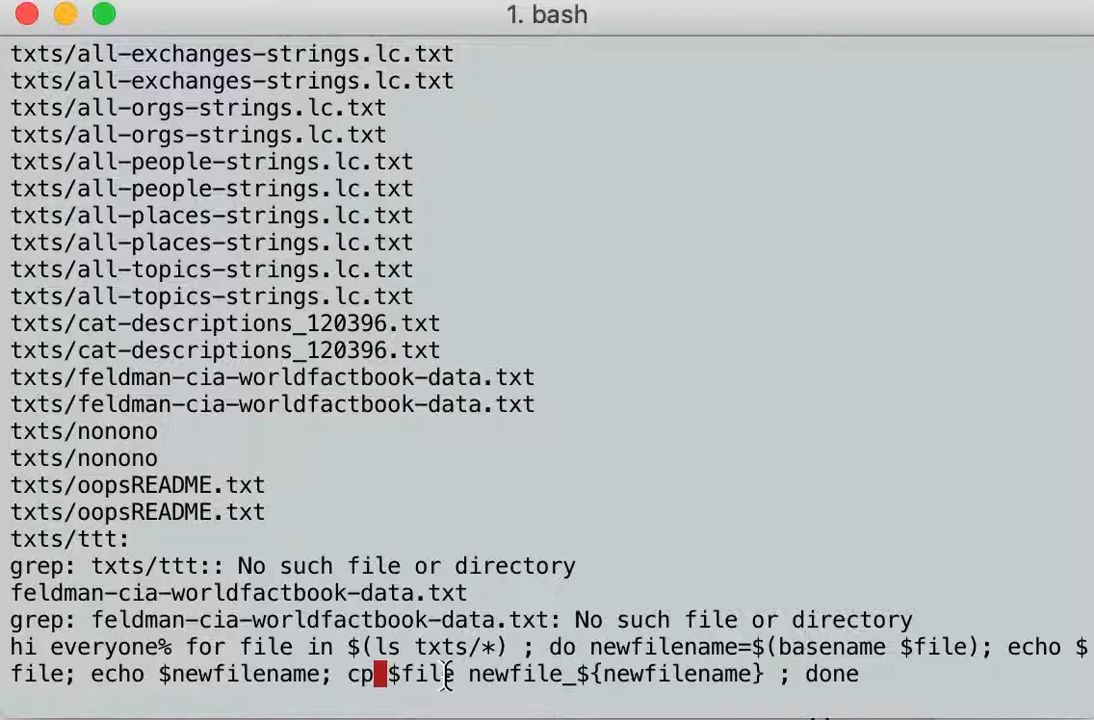 1. bash
txts/all-exchanges-strings.lc.txt
txts/all-exchanges-strings.lc.txt
txts/all-orgs-strings.lc.txt
txts/all-orgs-strings.lc.txt
txts/all-people-strings.lc.txt
txts/all-people-strings.lc.txt
txts/all-places-strings.lc.txt
txts/all-places-strings.lc.txt
txts/all-topics-strings.lc.txt
txts/all-topics-strings.lc.txt
txts/cat-descriptions_120396.txt
txts/cat-descriptions_120396.txt
txts/feldman-cia-worldfactbook-data.txt
txts/feldman-cia-worldfactbook-data.txt
txts/nonono
txts/nonono
txts/oopsREADME.txt
txts/oopsREADME.txt
txts/ttt:
grep: txts/ttt:: No such file or directory
feldman-cia-worldfactbook-data.txt
grep: feldman-cia-worldfactbook-data.txt: No such file or directory
hi everyone% for file in $(ls txts/*) ; do newfilename=$(basename $file); echo $
file; echo $newfilename; cp $file newfile_${newfilename} ; done